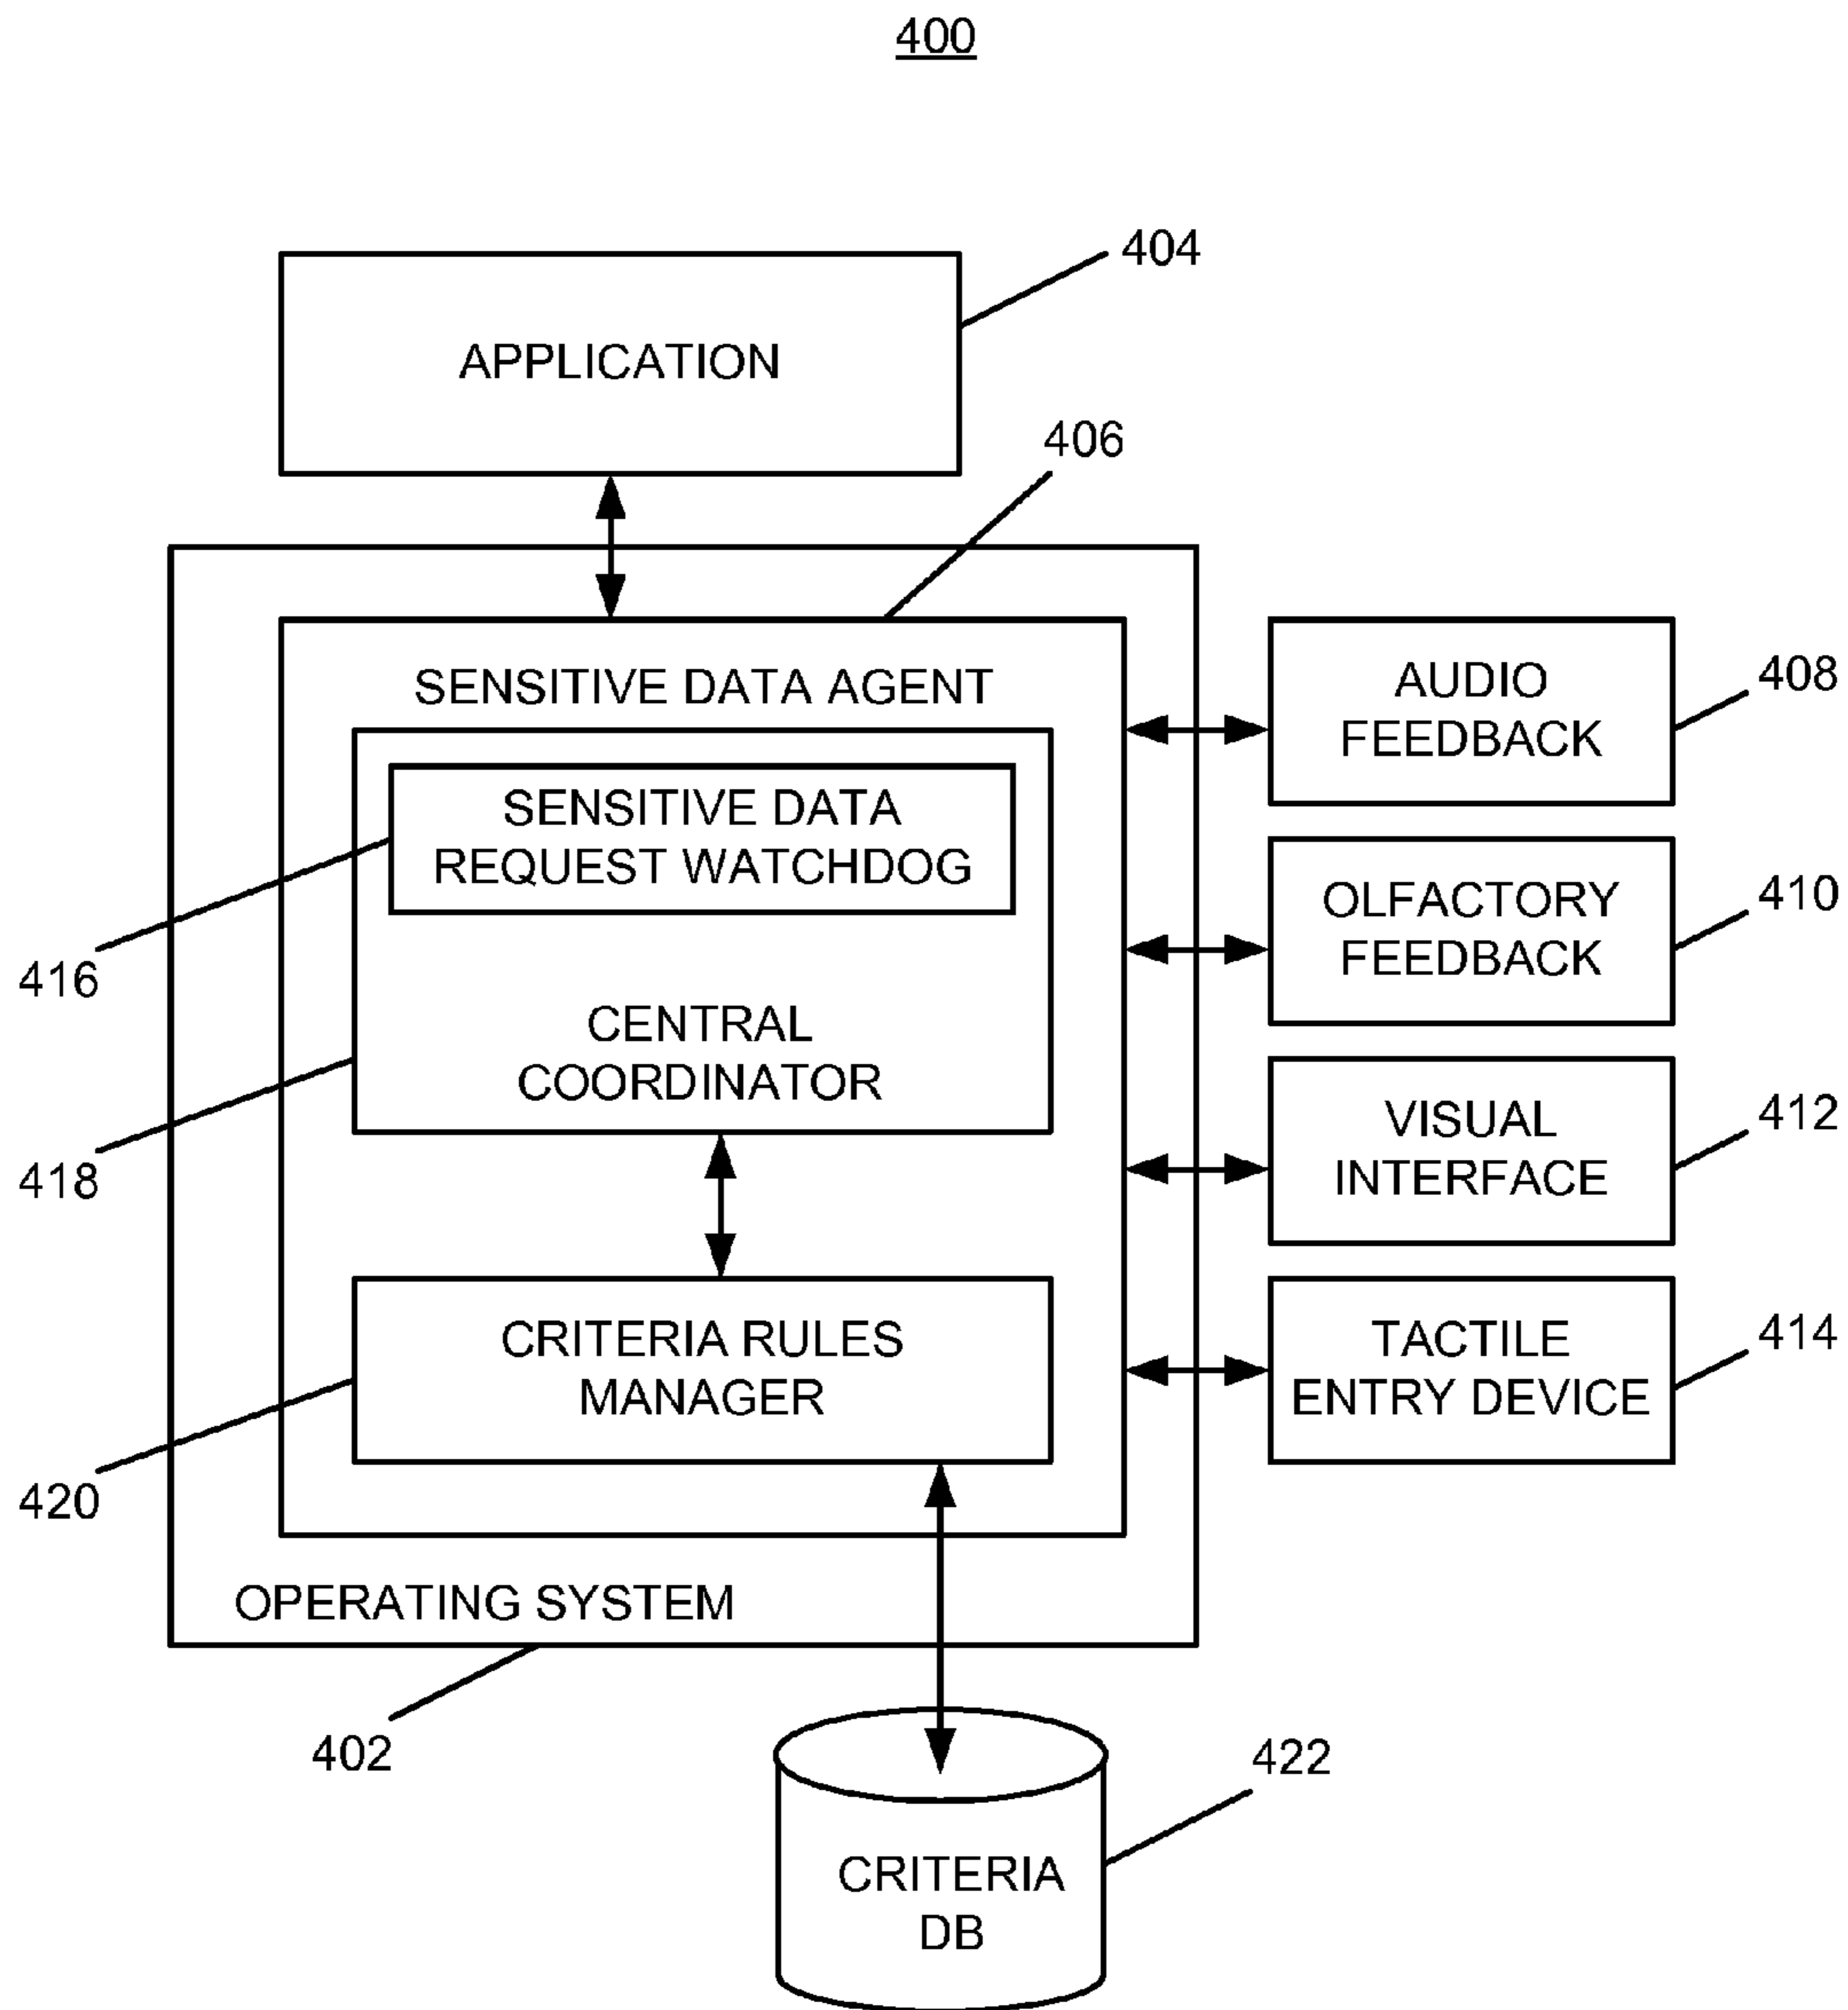 400
404
APPLICATION
406
SENSITIVE DATA AGENT
AUDIO
FEEDBACK
408
SENSITIVE DATA
REQUEST WATCHDOG
416
OLFACTORY
FEEDBACK
410
CENTRAL
COORDINATOR
418
VISUAL
INTERFACE
412
CRITERIA RULES
MANAGER
420
TACTILE
ENTRY DEVICE
414
OPERATING SYSTEM
402
422
CRITERIA
DB